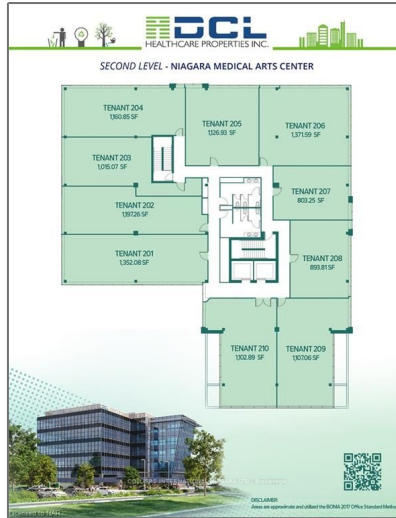 DCL
HEALTHCARE PROPERTIES INC.
SECOND LEVEL - NIAGARA MEDICAL ARTS CENTER
TENANT 204
1,160.85 SF
TENANT 205
1,126.93 SF
TENANT 206
1,371.59 SF
TENANT 203
1,015.07 SF
TENANT 207
803.25 SF
TENANT 202
1,197.26 SF
TENANT 201
1,352.08 SF
TENANT 208
893.81 SF
TENANT 210
1,102.89 SF
TENANT 209
1,107.06 SF
COLLIERS INTERNATIONAL
DISCLAIMER:
Areas are approximate and utilized the BOMA 2017 Office Standard Metho